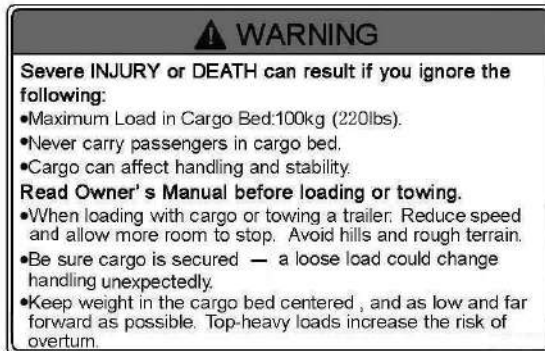 WARNING
Severe INJURY or DEATH can result if you ignore the
following:
•Maximum Load in Cargo Bed:100kg (220lbs).
•Never carry passengers in cargo bed.
•Cargo can affect handling and stability.
Read Owner's Manual before loading or towing.
•When loading with cargo or towing a trailer: Reduce speed
and allow more room to stop. Avoid hills and rough terrain.
•Be sure cargo is secured — a loose load could change
handling unexpectedly.
•Keep weight in the cargo bed centered , and as low and far
forward as possible. Top-heavy loads increase the risk of
overturn.